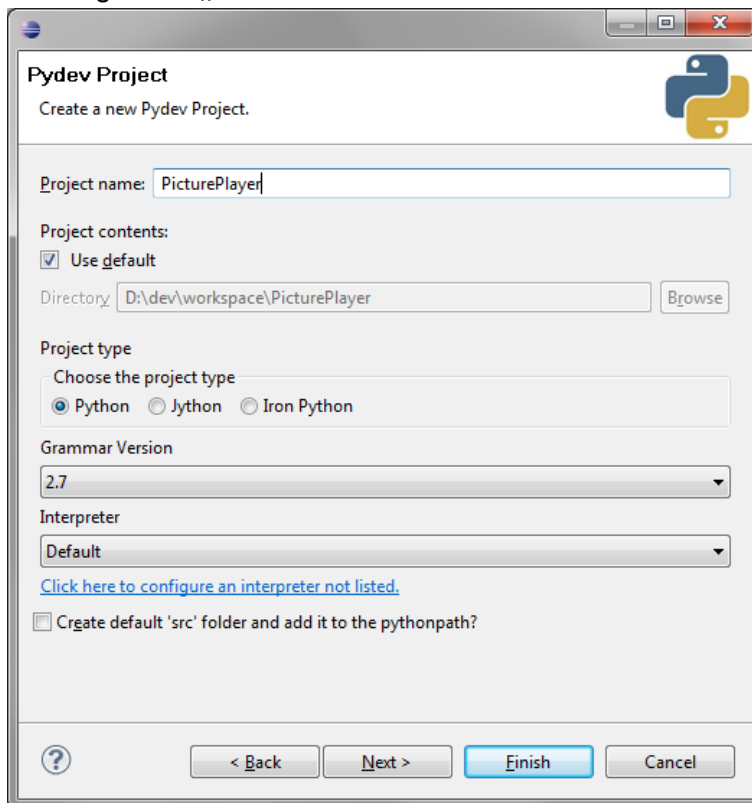 Pydev Project
Create a new Pydev Project.
Project name: PicturePlayer
Project contents:
Use default
Directory D:\dev\workspace\PicturePlayer Browse
Project type
Choose the project type
Python Jython Iron Python
Grammar Version
2.7
Interpreter
Default
Click here to configure an interpreter not listed.
Create default 'src' folder and add it to the pythonpath?
? < Back Next > Finish Cancel